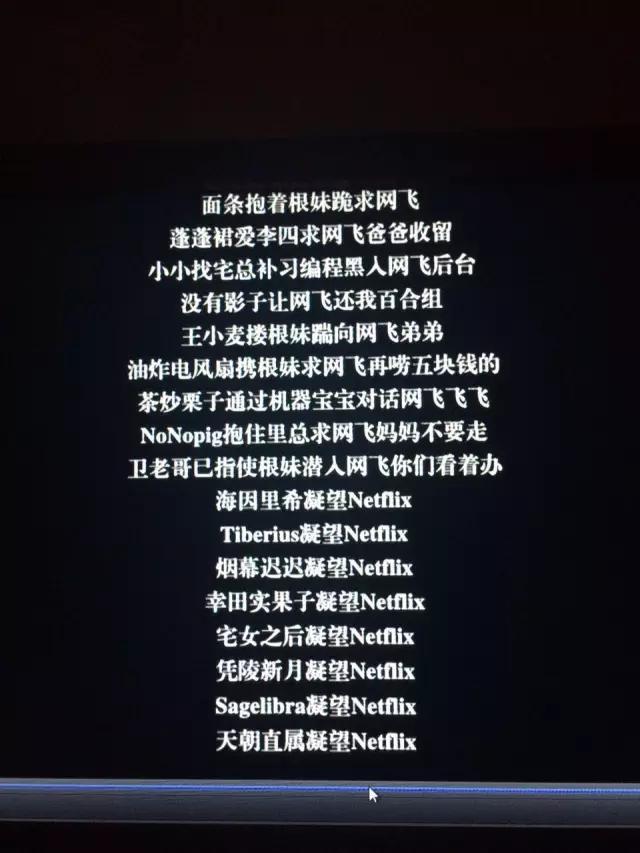 面条抱着根妹跪求网飞
蓬蓬裙爱李四求网飞爸爸收留
小小找宅总补习编程黑入网飞后台
没有影子让网飞还我百合组
王小麦搂根妹踹向网飞弟弟
油炸电风扇携根妹求网飞再唠五块钱的
茶炒栗子通过机器宝宝对话网飞飞飞
NoNopig抱住里总求网飞妈妈不要走
卫老哥已指使根妹潜入网飞你们看着办
海因里希凝望Netflix
Tiberius凝望Netflix
烟幕迟迟凝望Netflix
幸田实果子凝望Netflix
宅女之后凝望Netflix
凭陵新月凝望Netflix
Sagelibra凝望Netflix
天朝直属凝望Netflix